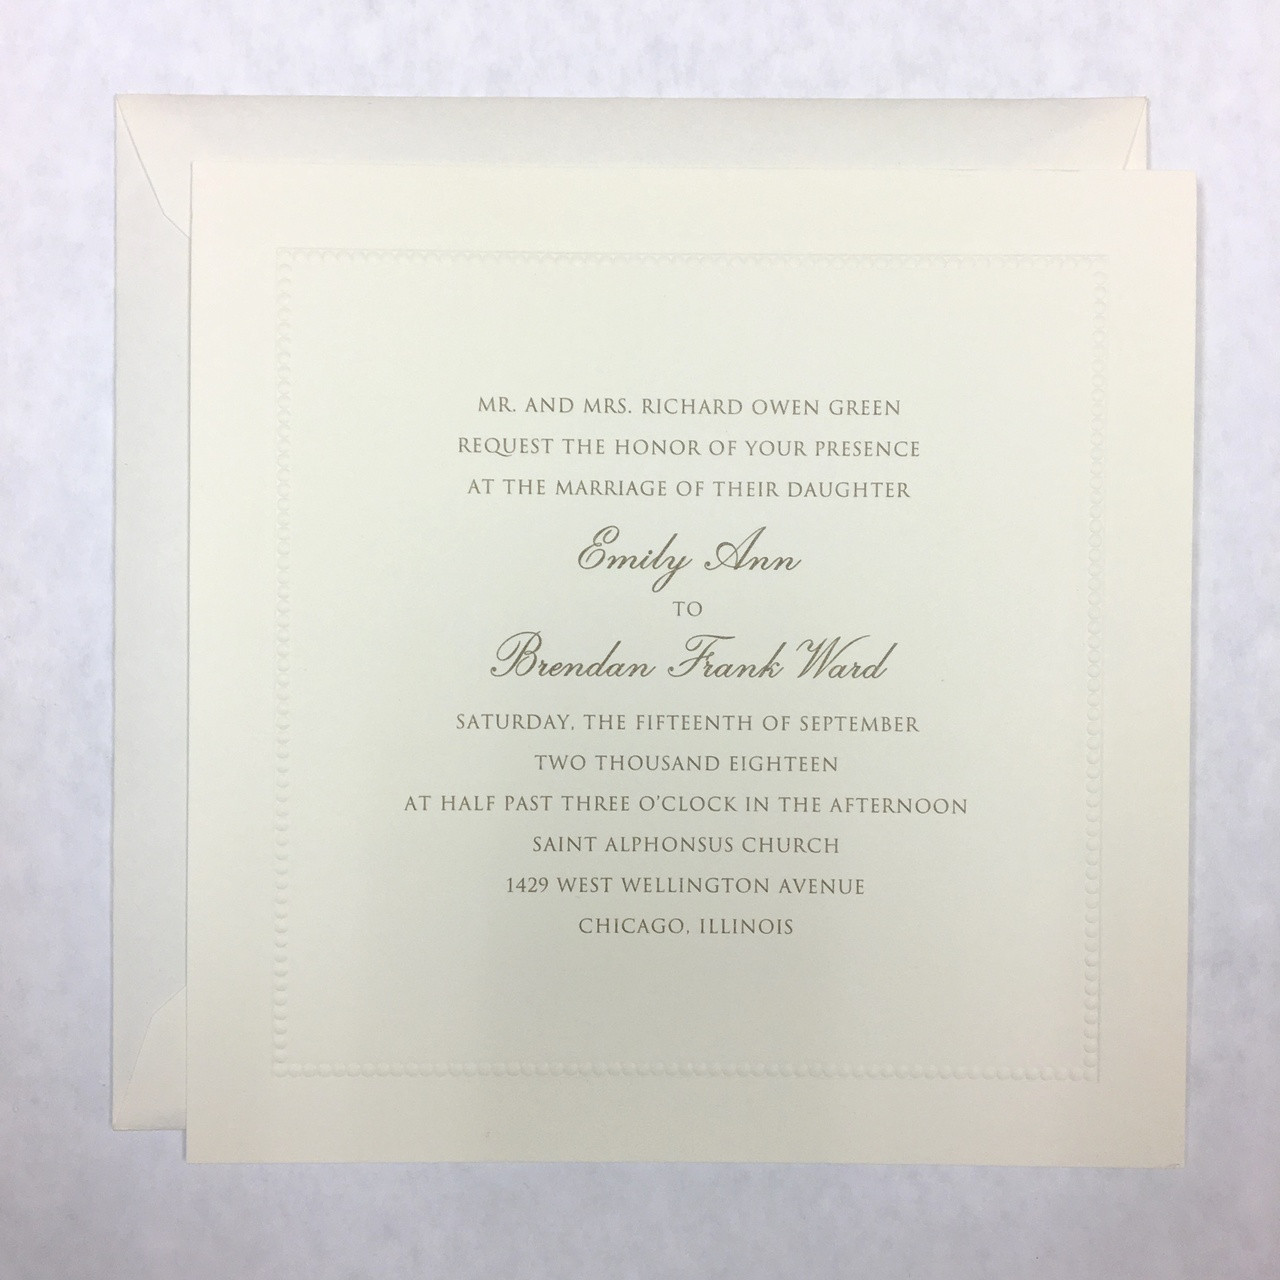 MR. AND MRS. RICHARD OWEN GREEN
REQUEST THE HONOR OF YOUR PRESENCE
AT THE MARRIAGE OF THEIR DAUGHTER
Emily Ann
TO
Brendan Frank Ward
SATURDAY, THE FIFTEENTH OF SEPTEMBER
TWO THOUSAND EIGHTEEN
AT HALF PAST THREE O'CLOCK IN THE AFTERNOON
SAINT ALPHONSUS CHURCH
1429 WEST WELLINGTON AVENUE
CHICAGO, ILLINOIS